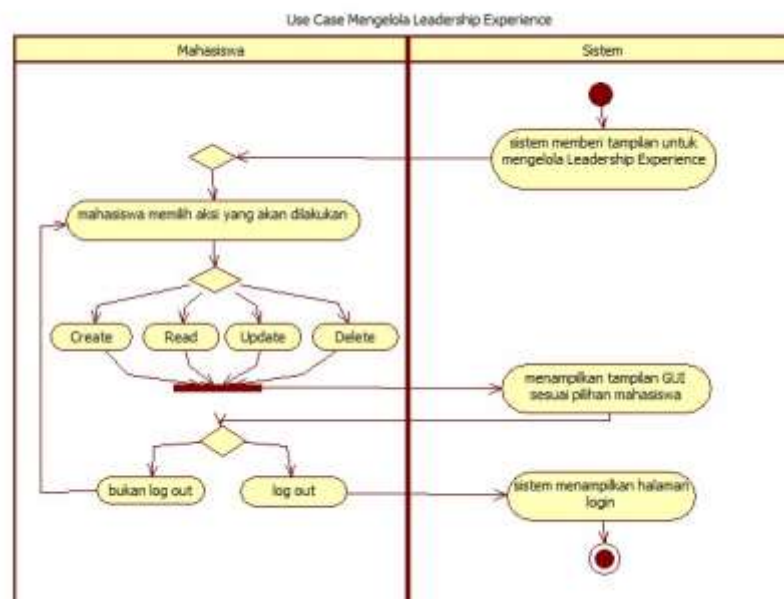 Use Case Mengelola Leadership Experience
Mahasiswa
Sistem
sistem memberi tampilan untuk
mengelola Leadership Experience
mahasiswa memilih aksi yang akan dilakukan
Create
Read
Update
Delete
menampilkan tampilan GUI
sesuai pilihan mahasiswa
bukan log out
log out
sistem menampilkan halaman
login